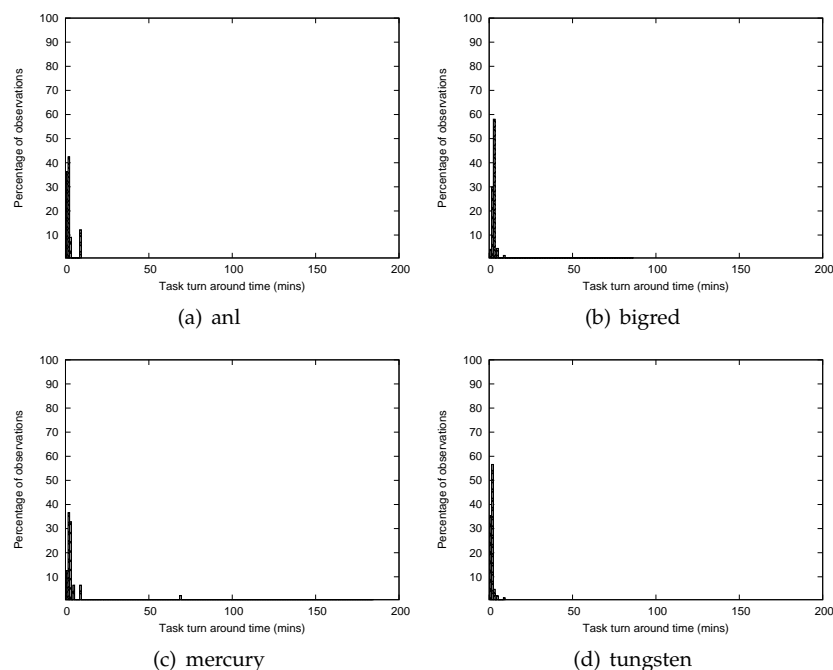 100
90
80
70
60
50
40
30
20
10
Percentage of observations
0 50 100 150 200
Task turn around time (mins)
(a) anl
100
90
80
70
60
50
40
30
20
10
Percentage of observations
0 50 100 150 200
Task turn around time (mins)
(b) bigred
100
90
80
70
60
50
40
30
20
10
Percentage of observations
0 50 100 150 200
Task turn around time (mins)
(c) mercury
100
90
80
70
60
50
40
30
20
10
Percentage of observations
0 50 100 150 200
Task turn around time (mins)
(d) tungsten